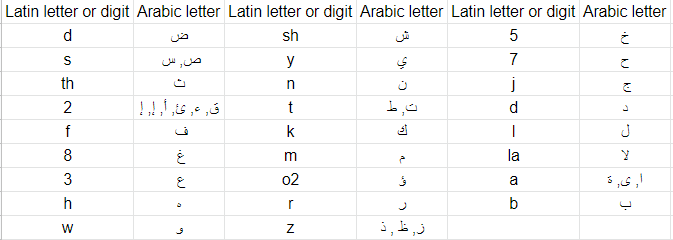 Latin letter or digit Arabic letter Latin letter or digit Arabic letter Latin letter or digit Arabic letter
d ض sh ش 5 خ
s ص, س y ي 7 ح
th ث n ن j ج
2 ق, ء, ئ, أ, إ, إ t ت, ط d د
f ف k ك l ل
8 غ m م la لا
3 ع o2 ؤ a ا, ى, ة
h ه r ر b ب
w و z ز, ظ, ذ